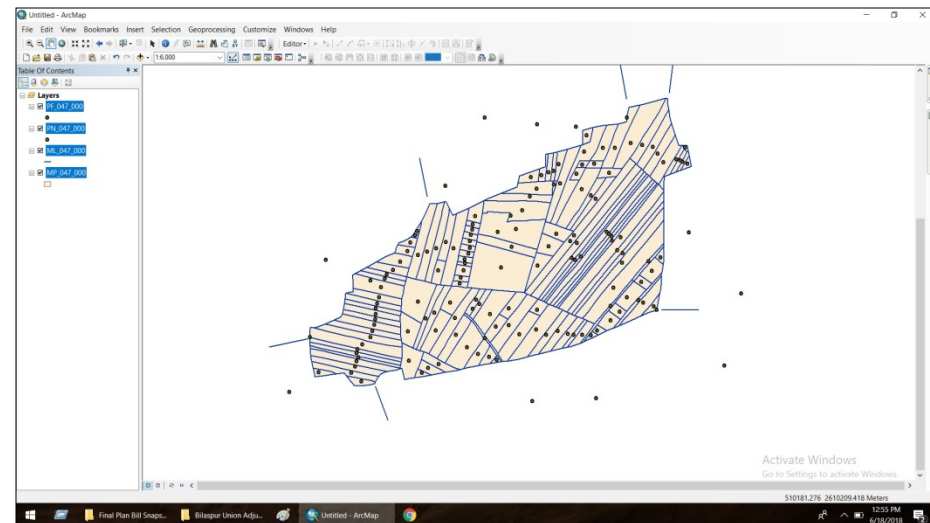 Untitled - ArcMap
File Edit View Bookmarks Insert Selection Geoprocessing Customize Windows Help
Editor
1:6,000
Table Of Contents
Layers
PF_047_000
PN_047_000
ML_047_000
MP_047_000
Activate Windows
Go to Settings to activate Windows.
510181.276 2610209.418 Meters
Final Plan Bill Snaps...
Bilaspur Union Adju...
Untitled - ArcMap
12:55 PM
6/18/2018